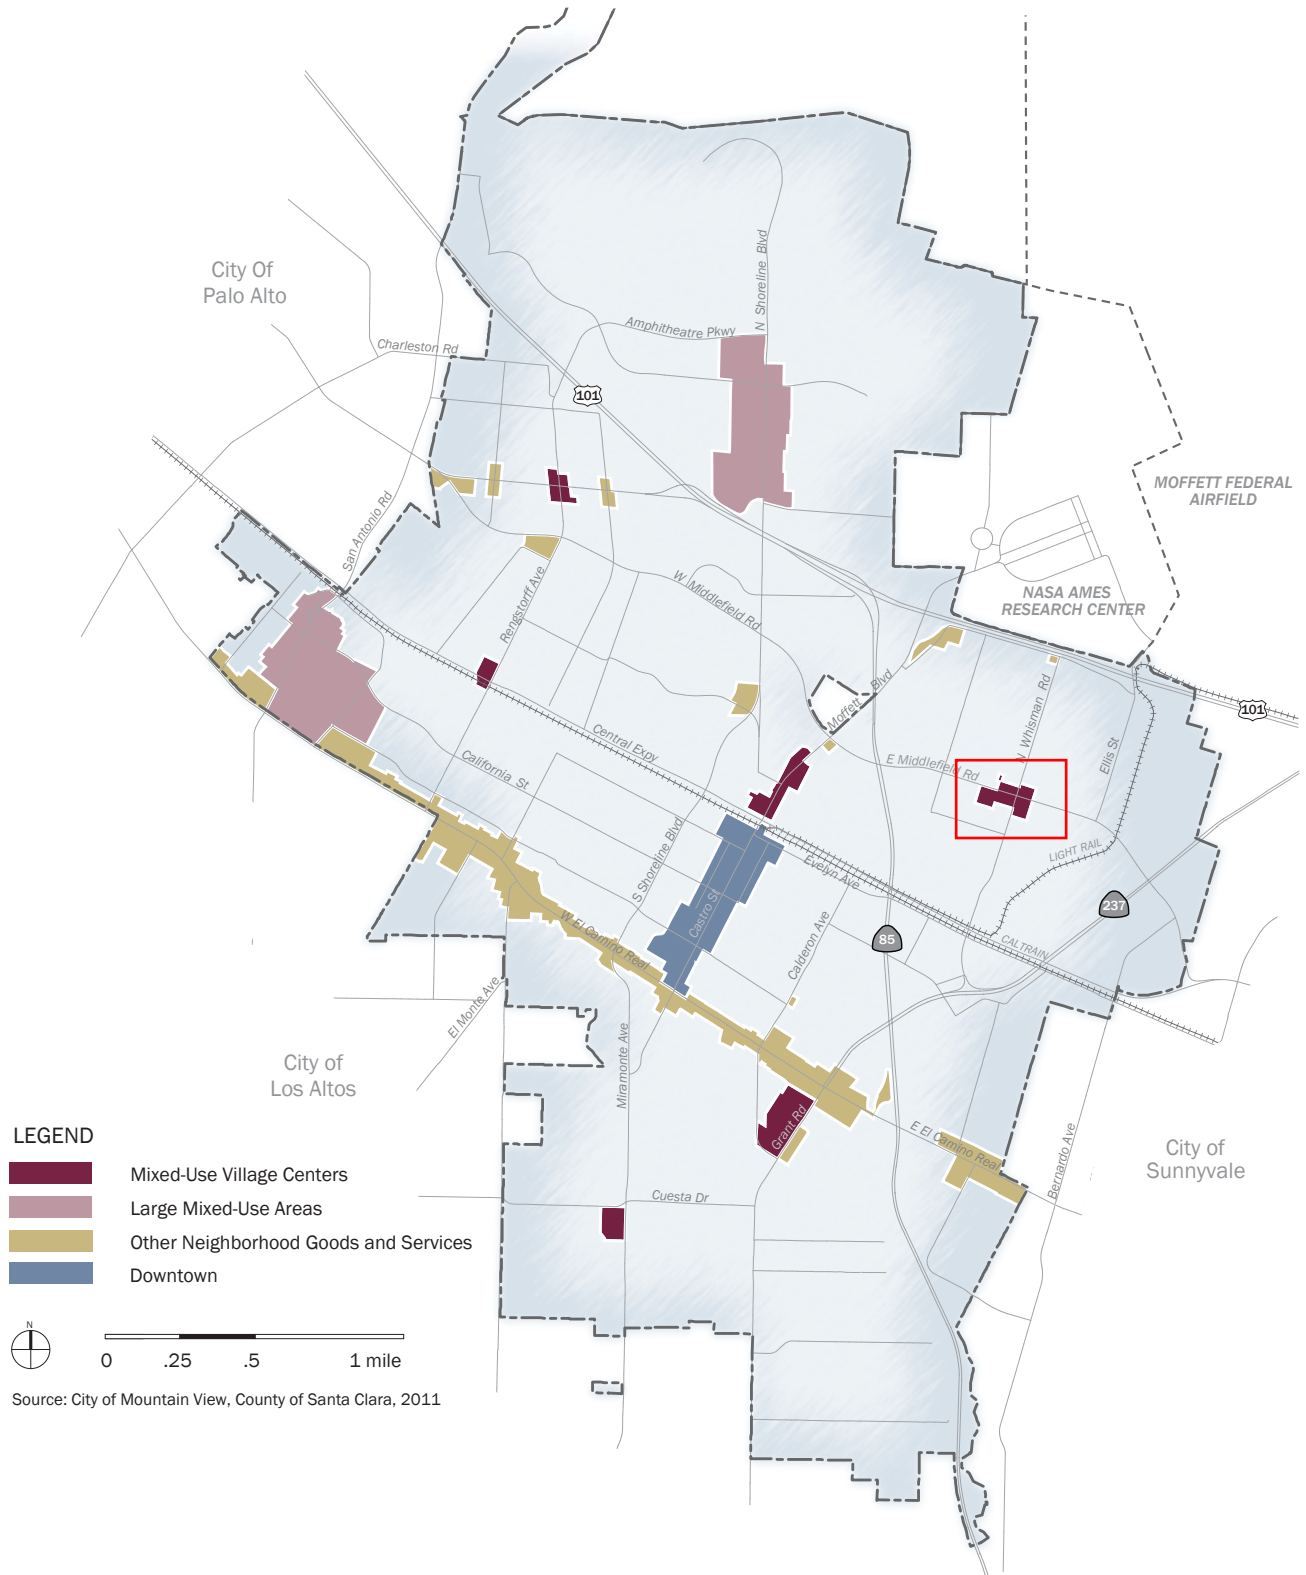 City Of
Palo Alto
N Shoreline Blvd
Amphitheatre Pkwy
Charleston Rd
101
MOFFETT FEDERAL
AIRFIELD
San Antonio Rd
NASA AMES
RESEARCH CENTER
W Middlefield Rd
Rengstorff Ave
Moffett Blvd
N Whisman Rd
101
Central Expy
E Middlefield Rd
Ellis St
California St
S Shoreline Blvd
Evelyn Ave
LIGHT RAIL
Castro St
237
W El Camino Real
Calderon Ave
85
CALTRAIN
El Monte Ave
City of
Los Altos
Miramonte Ave
Grant Rd
E El Camino Real
Bernardo Ave
City of
Sunnyvale
Cuesta Dr
LEGEND
Mixed-Use Village Centers
Large Mixed-Use Areas
Other Neighborhood Goods and Services
Downtown
N
0 .25 .5 1 mile
Source: City of Mountain View, County of Santa Clara, 2011